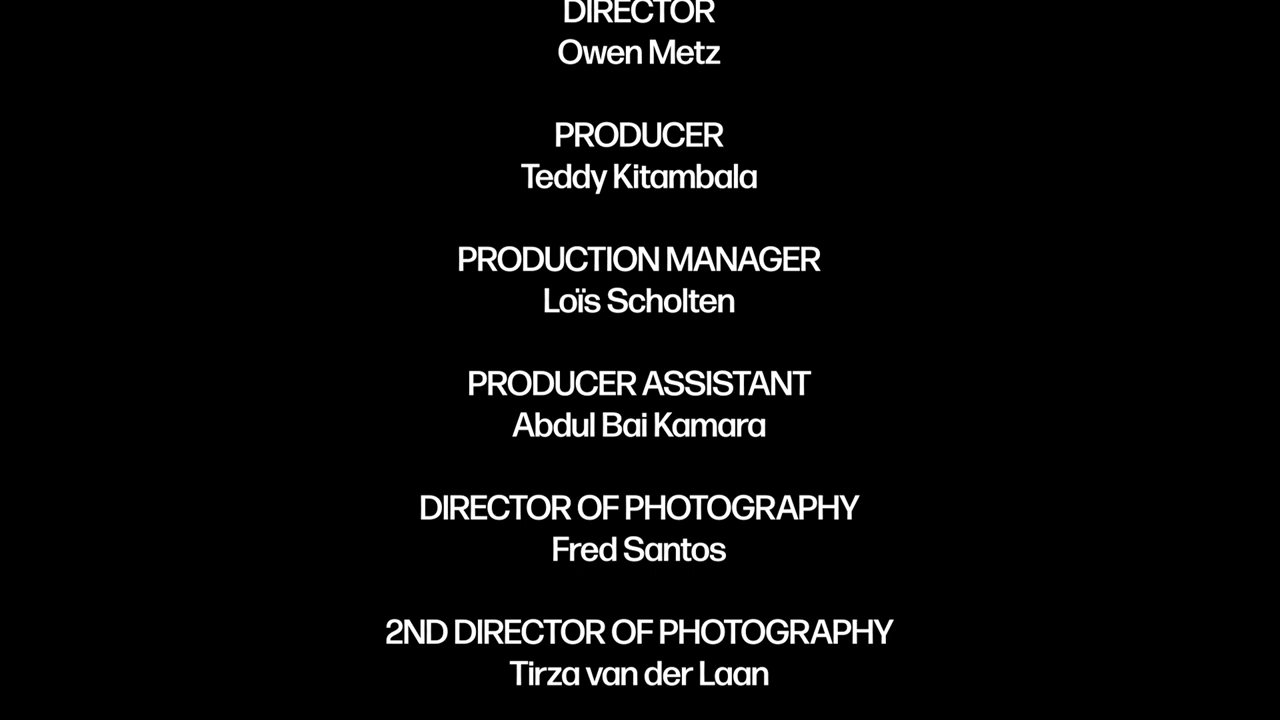 DIRECTOR
Owen Metz
PRODUCER
Teddy Kitambala
PRODUCTION MANAGER
Loïs Scholten
PRODUCER ASSISTANT
Abdul Bai Kamara
DIRECTOR OF PHOTOGRAPHY
Fred Santos
2ND DIRECTOR OF PHOTOGRAPHY
Tirza van der Laan